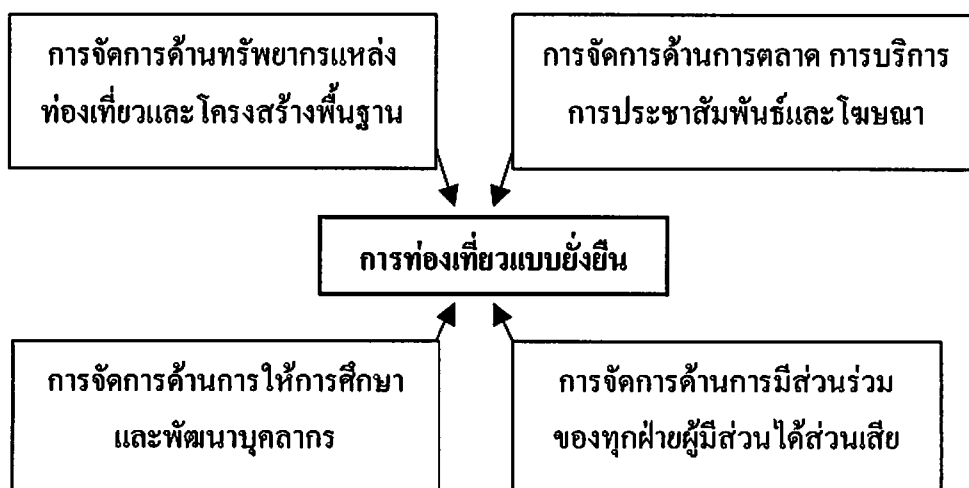 การจัดการด้านทรัพยากรแหล่ง
ท่องเที่ยวและโครงสร้างพื้นฐาน
การจัดการด้านการตลาด การบริการ
การประชาสัมพันธ์และโฆษณา
การท่องเที่ยวแบบยั่งยืน
การจัดการด้านการให้การศึกษา
และพัฒนาบุคลากร
การจัดการด้านการมีส่วนร่วม
ของทุกฝ่ายผู้มีส่วนได้ส่วนเสีย